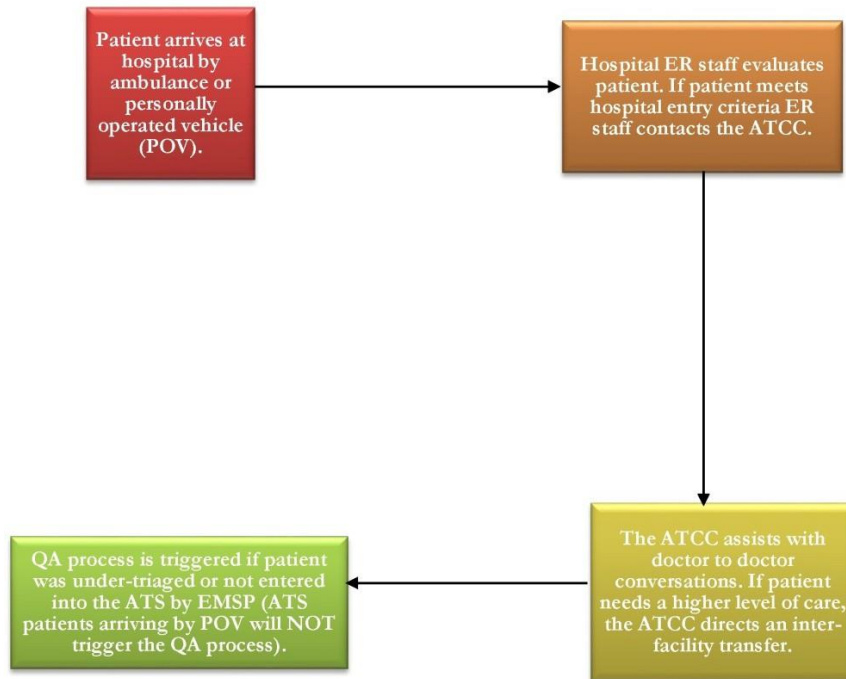 Patient arrives at
hospital by
ambulance or
personally
operated vehicle
(POV).
Hospital ER staff evaluates
patient. If patient meets
hospital entry criteria ER
staff contacts the ATCC.
The ATCC assists with
doctor to doctor
conversations. If patient
needs a higher level of care,
the ATCC directs an inter-
facility transfer.
QA process is triggered if patient
was under-triaged or not entered
into the ATS by EMSP (ATS
patients arriving by POV will NOT
trigger the QA process).